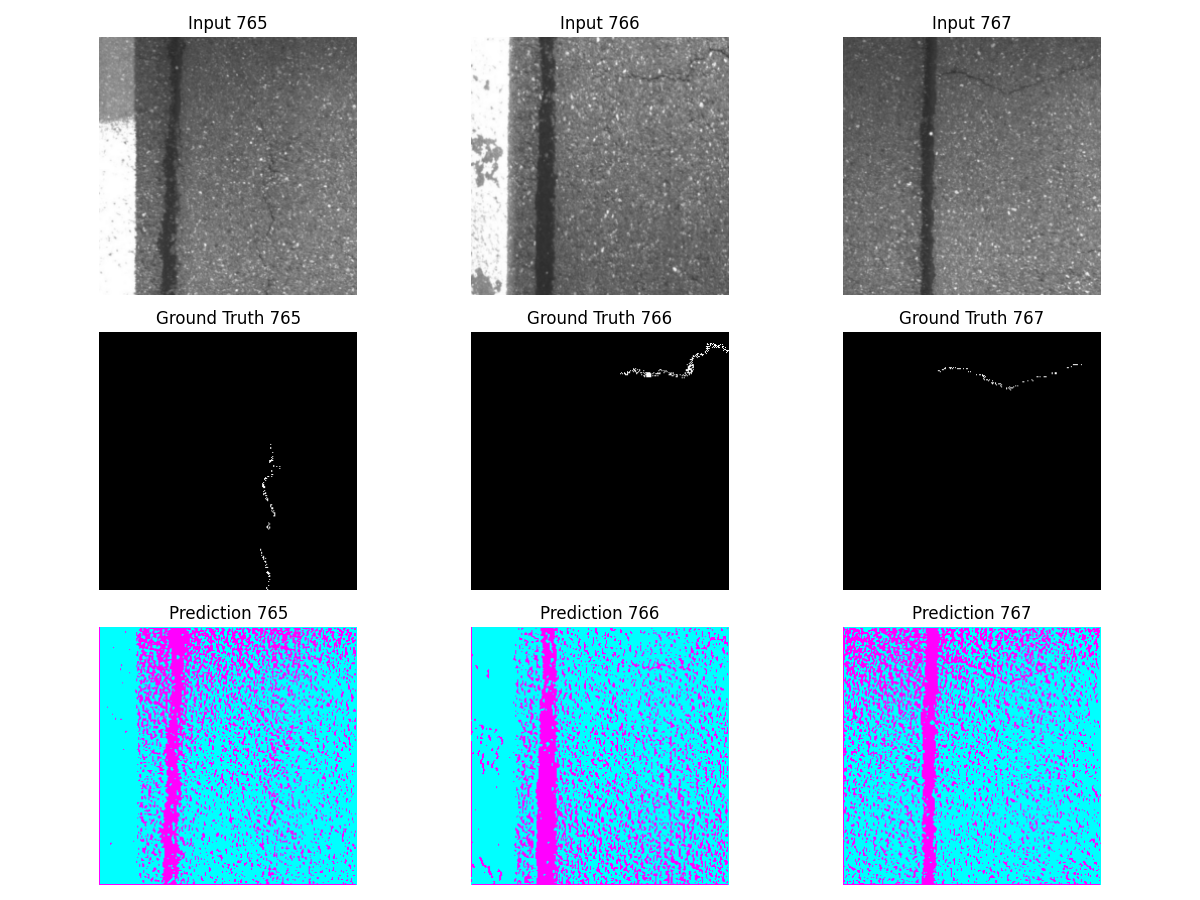 Input 765
Input 766
Input 767
Ground Truth 765
Ground Truth 766
Ground Truth 767
Prediction 765
Prediction 766
Prediction 767